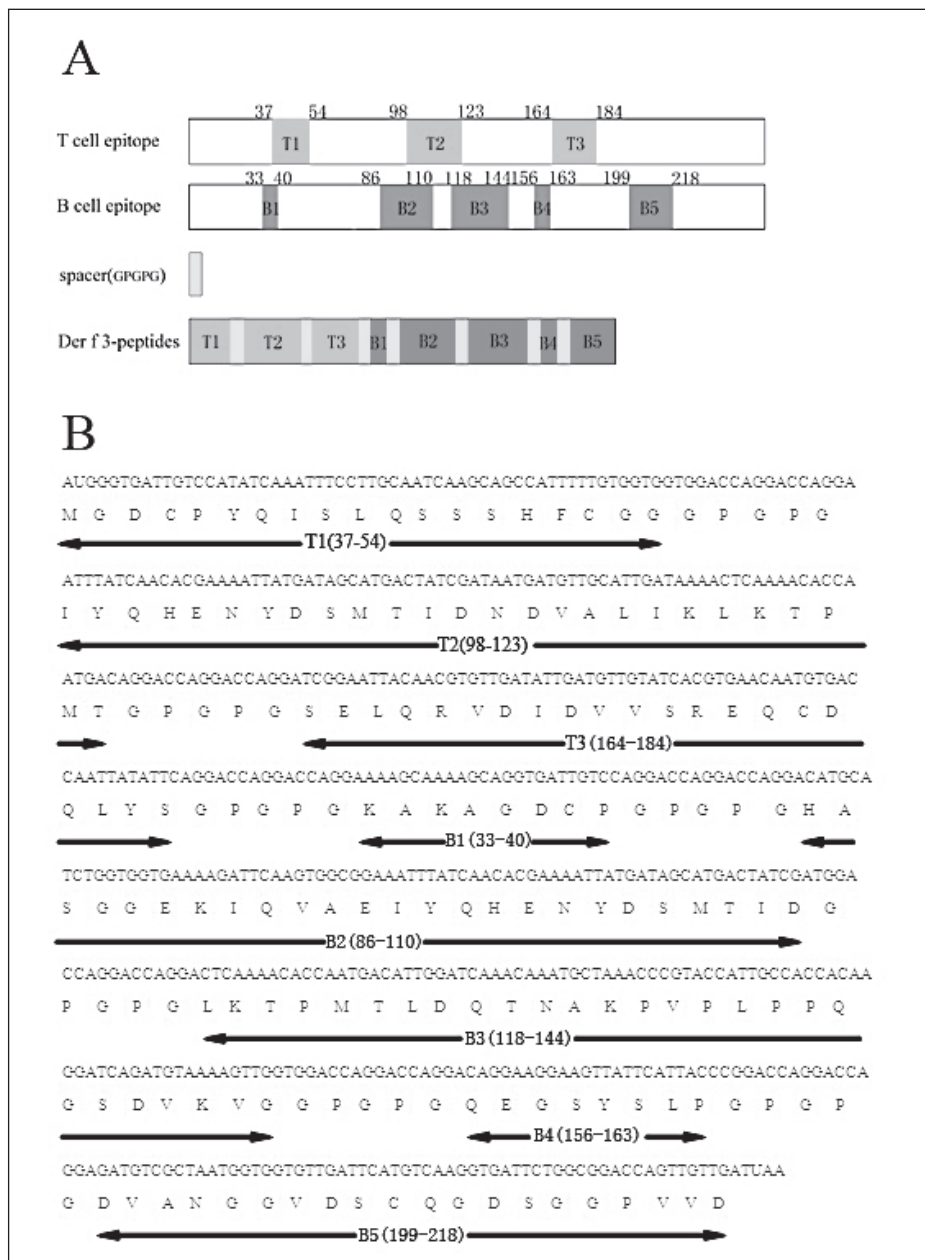 A
37 54 98 123 164 184
T cell epitope T1 T2 T3
33 40 86 110 118 144 156 163 199 218
B cell epitope B1 B2 B3 B4 B5
spacer(GPGPG)
Der f 3-peptides T1 T2 T3 B1 B2 B3 B4 B5
B
AUGGGTGATTGTCCATATCAAATTTCCTTGCAATCAAGCAGCCATTTTTGTGGTGGTGGACCAGGACCAGGA
M G D C P Y Q I S L Q S S S H F C G G G P G P G
T1(37-54)
ATTTATCAACACGAAAATTATGATAGCATGACTATCGATAATGATGTTGCATTGATAAAACTCAAAACACCA
I Y Q H E N Y D S M T I D N D V A L I K L K T P
T2(98-123)
ATGACAGGACCAGGACCAGGATCGGAATTACAACGTGTTGATATTGATGTTGTATCACGTGAACAATGTGAC
M T G P G P G S E L Q R V D I D V V S R E Q C D
T3 (164-184)
CAATTATATTCAGGACCAGGACCAGGAAAAGCAAAAGCAGGTGATTGTCCAGGACCAGGACCAGGACATGCA
Q L Y S G P G P G K A K A G D C P G P G P G H A
B1 (33-40)
TCTGGTGGTGAAAAGATTCAAGTGGCGGAAATTTATCAACACGAAAATTATGATAGCATGACTATCGATGGA
S G G E K I Q V A E I Y Q H E N Y D S M T I D G
B2 (86-110)
CCAGGACCAGGACTCAAAACACCAATGACATTGGATCAAACAAATGCTAAACCCGTACCATTGCCACCACAA
P G P G L K T P M T L D Q T N A K P V P L P P Q
B3 (118-144)
GGATCAGATGTAAAAGTTGGTGGACCAGGACCAGGACAGGAAGGAAGTTATTCATTACCCGGACCAGGACCA
G S D V K V G G P G P G Q E G S Y S L P G P G P
B4 (156-163)
GGAGATGTCGCTAATGGTGGTGTTGATTCATGTCAAGGTGATTCTGGCGGACCAGTTGTTGATUAA
G D V A N G G V D S C Q G D S G G P V V D
B5 (199-218)